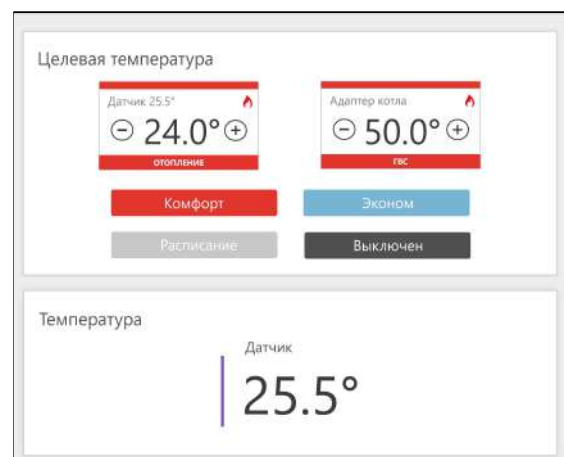 Целевая температура
Датчик 25.5°
24.0°
ОТОПЛЕНИЕ
Адаптер котла
50.0°
ГВС
Комфорт
Эконом
Расписание
Выключен
Температура
Датчик
25.5°